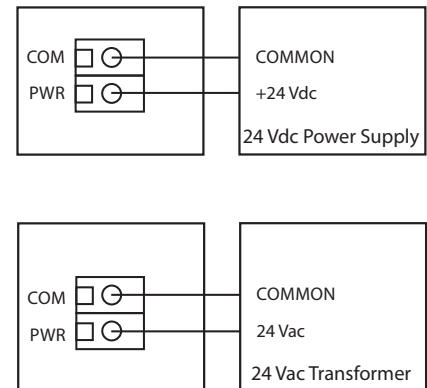 COM COMMON
PWR +24 Vdc
24 Vdc Power Supply
COM COMMON
PWR 24 Vac
24 Vac Transformer